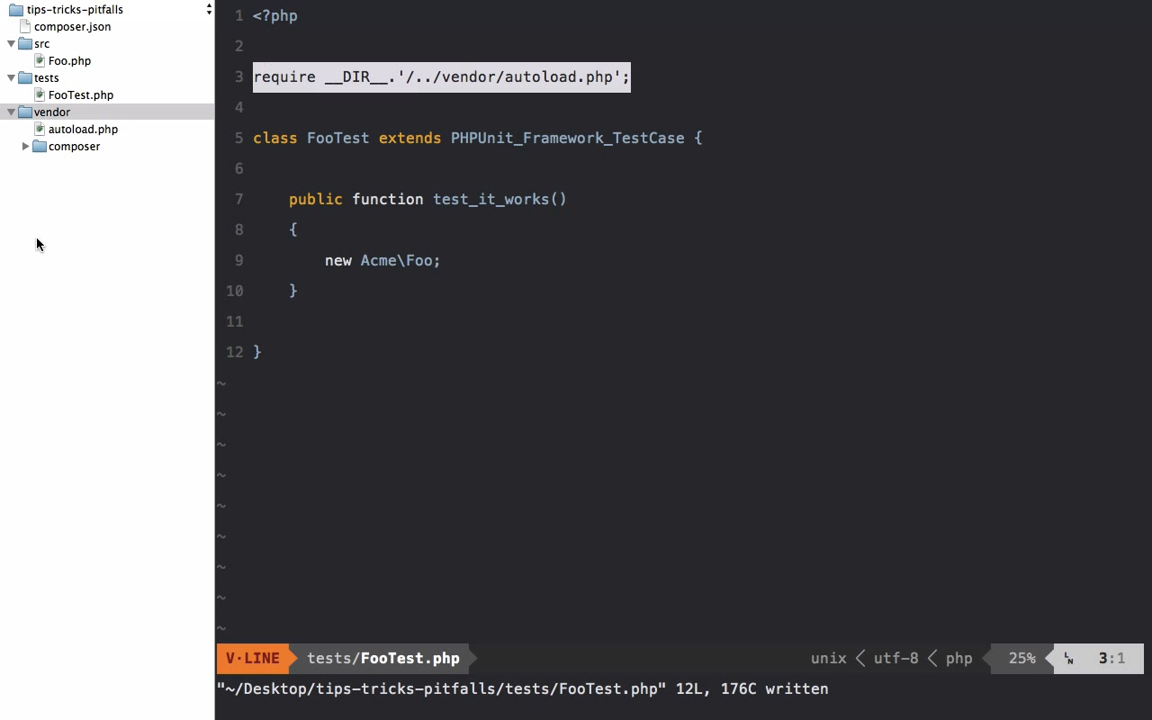 tips-tricks-pitfalls
composer.json
src
Foo.php
tests
FooTest.php
vendor
autoload.php
composer
1 <?php
2
3 require __DIR__.'/../vendor/autoload.php';
4
5 class FooTest extends PHPUnit_Framework_TestCase {
6
7     public function test_it_works()
8     {
9         new Acme\Foo;
10     }
11
12 }
~
~
~
~
~
~
~
~
~
V·LINE tests/FooTest.php unix < utf-8 < php 25% LN 3:1
"~/Desktop/tips-tricks-pitfalls/tests/FooTest.php" 12L, 176C written